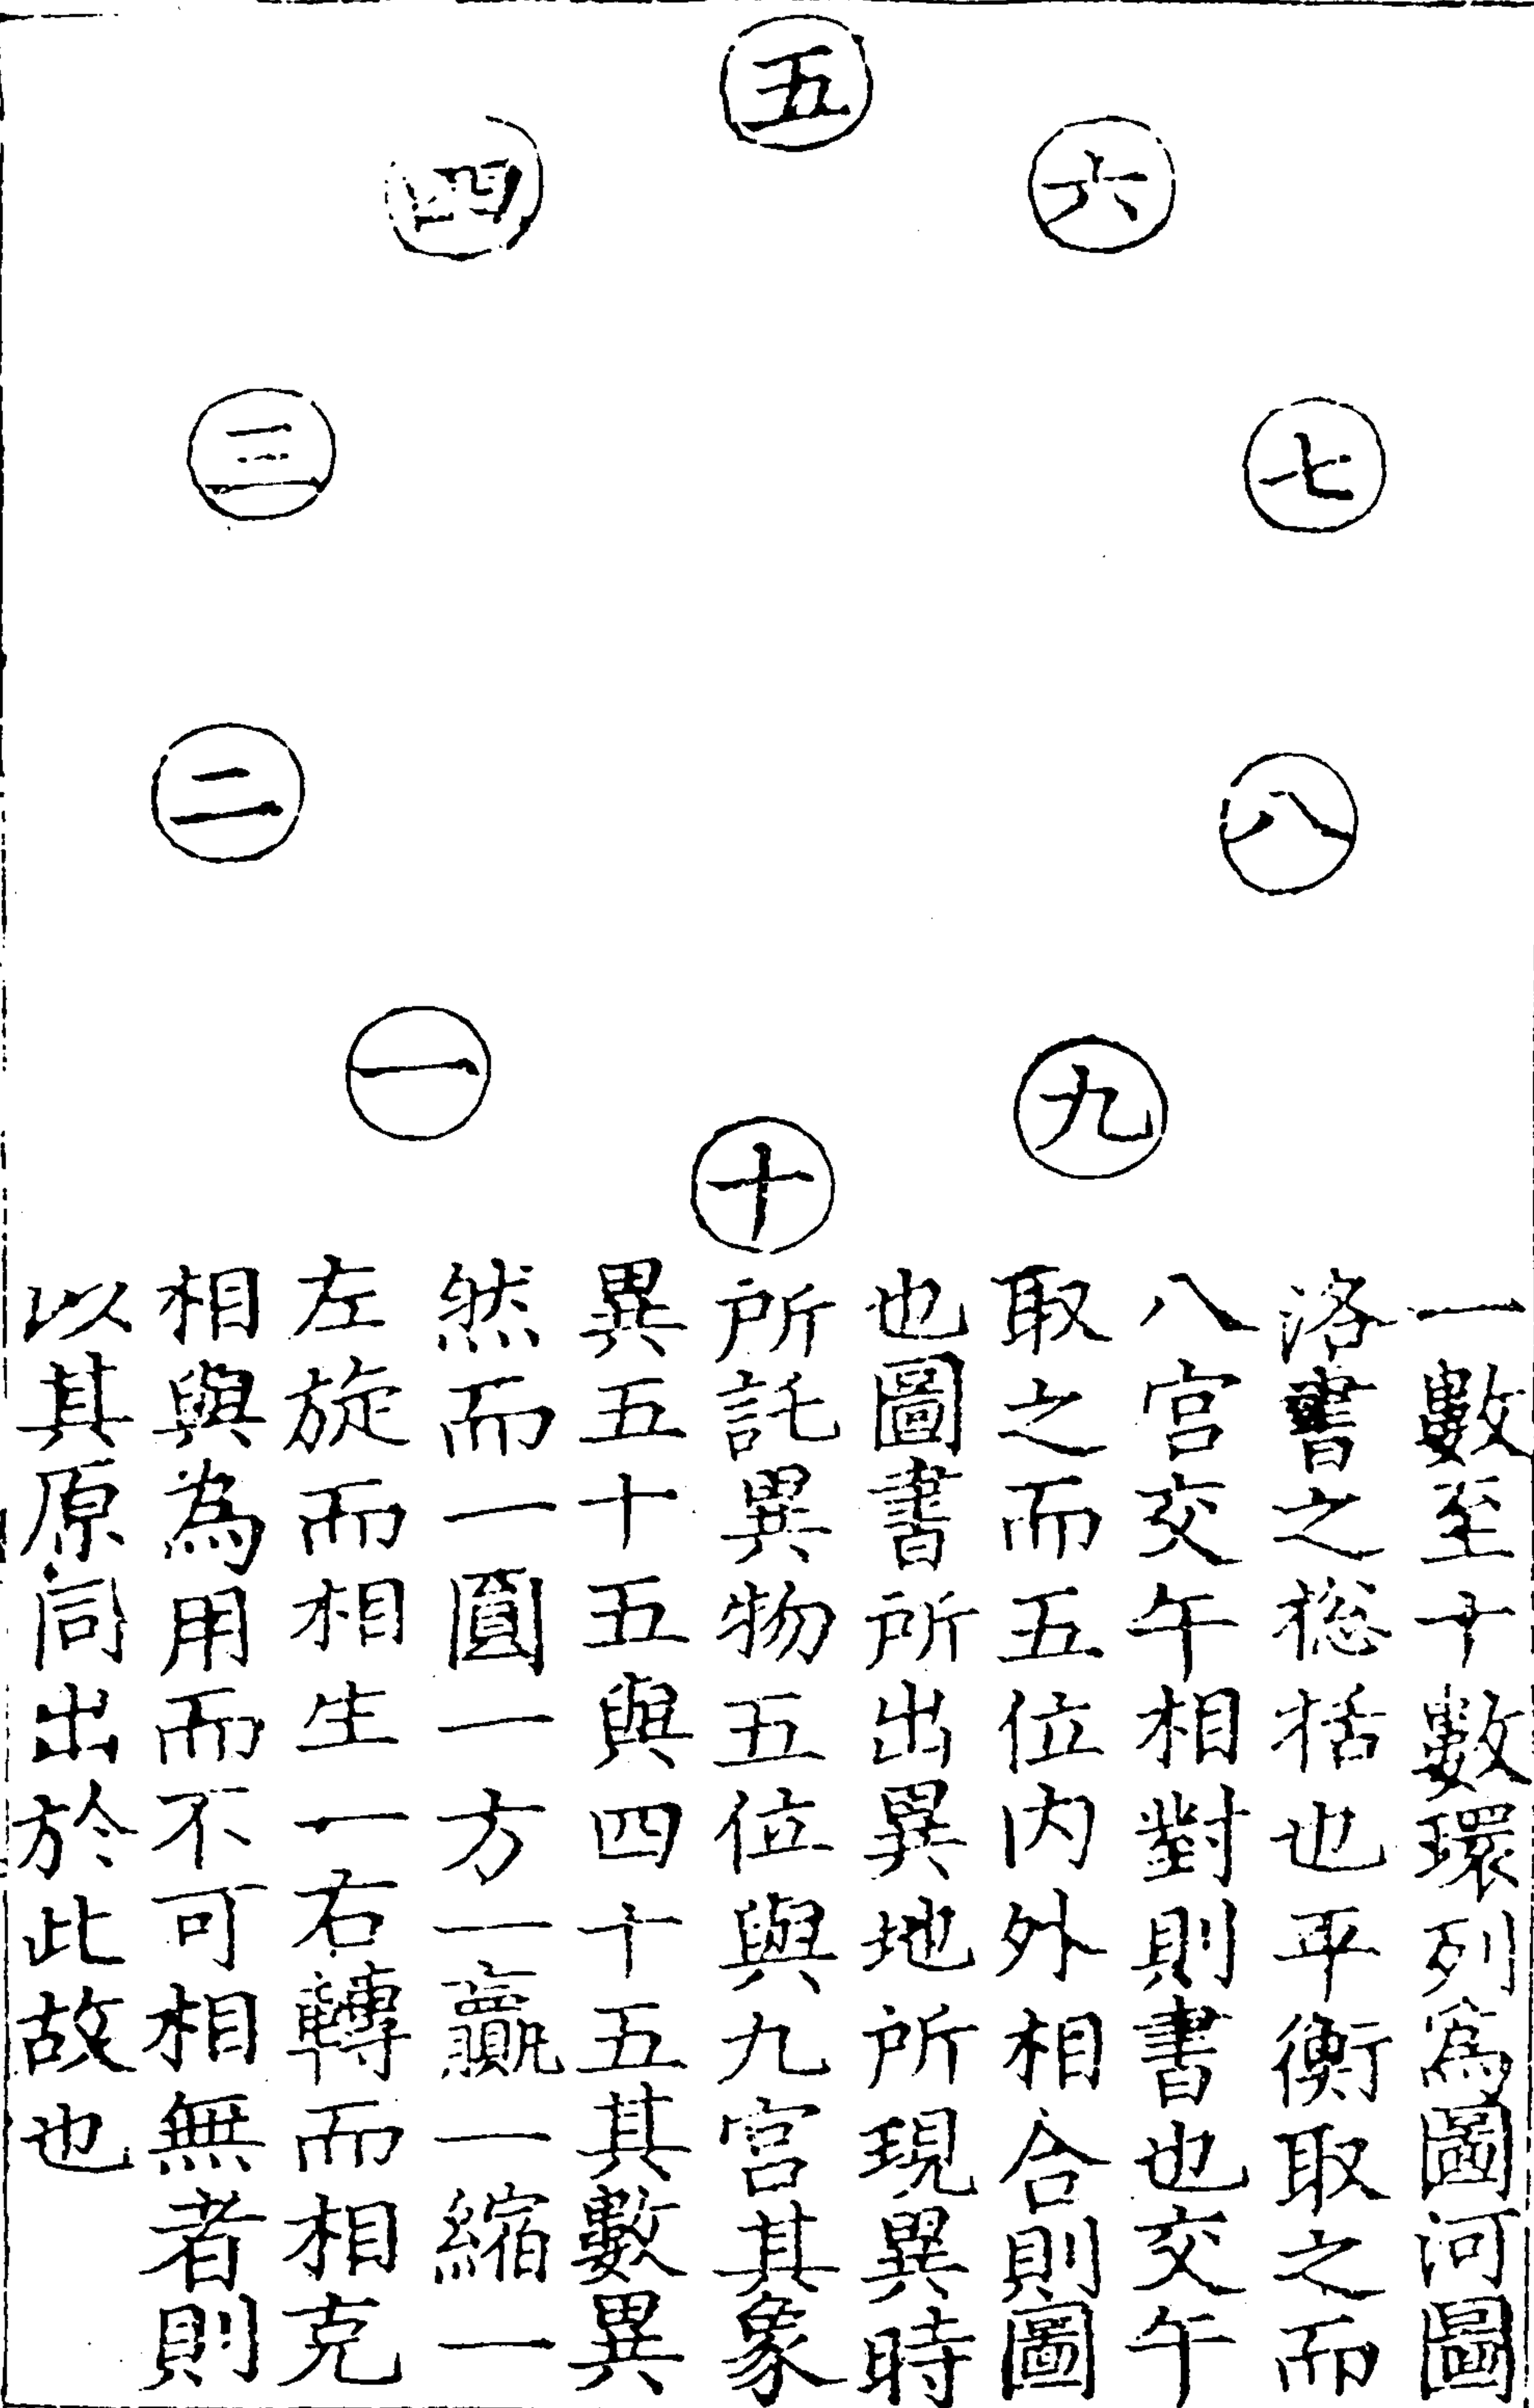 五
六
四
七
三
八
二
九
一
十
一數至十數環列爲圖河圖
洛書之緫括也平衡取之而
八宮交午相對則書也交午
取之而五位内外相合則圖
也圖書所出異地所現異時
所託異物五位與九宮其象
異五十五與四十五其數異
然而一圓一方一贏一縮一
左旋而相生一右轉而相克
相與為用而不可相無者則
以其原同出於此故也